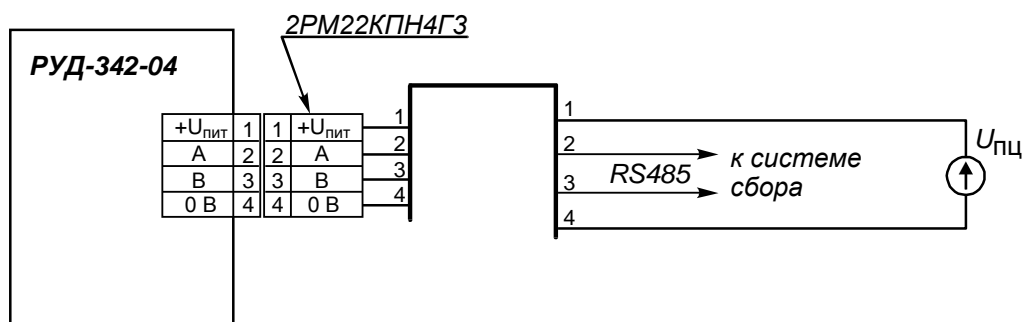 2РМ22КПН4Г3
РУД-342-04
+Uпит 1 1 +Uпит 1
А 2 2 А 2
В 3 3 В 3
0 В 4 4 0 В 4
1
2
3
4
RS485
к системе
сбора
Uпц